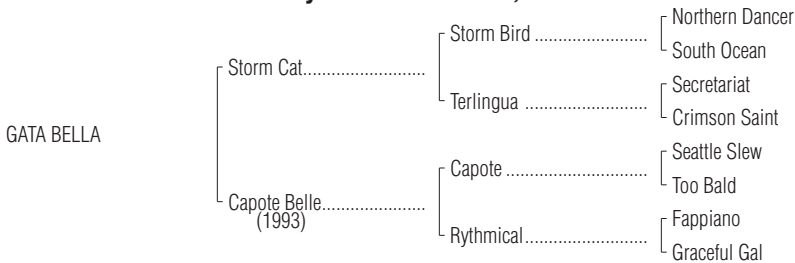 Northern Dancer
Storm Bird
South Ocean
Storm Cat
Secretariat
Terlingua
Crimson Saint
GATA BELLA
Seattle Slew
Capote
Too Bald
Capote Belle
(1993)
Fappiano
Rythmical
Graceful Gal